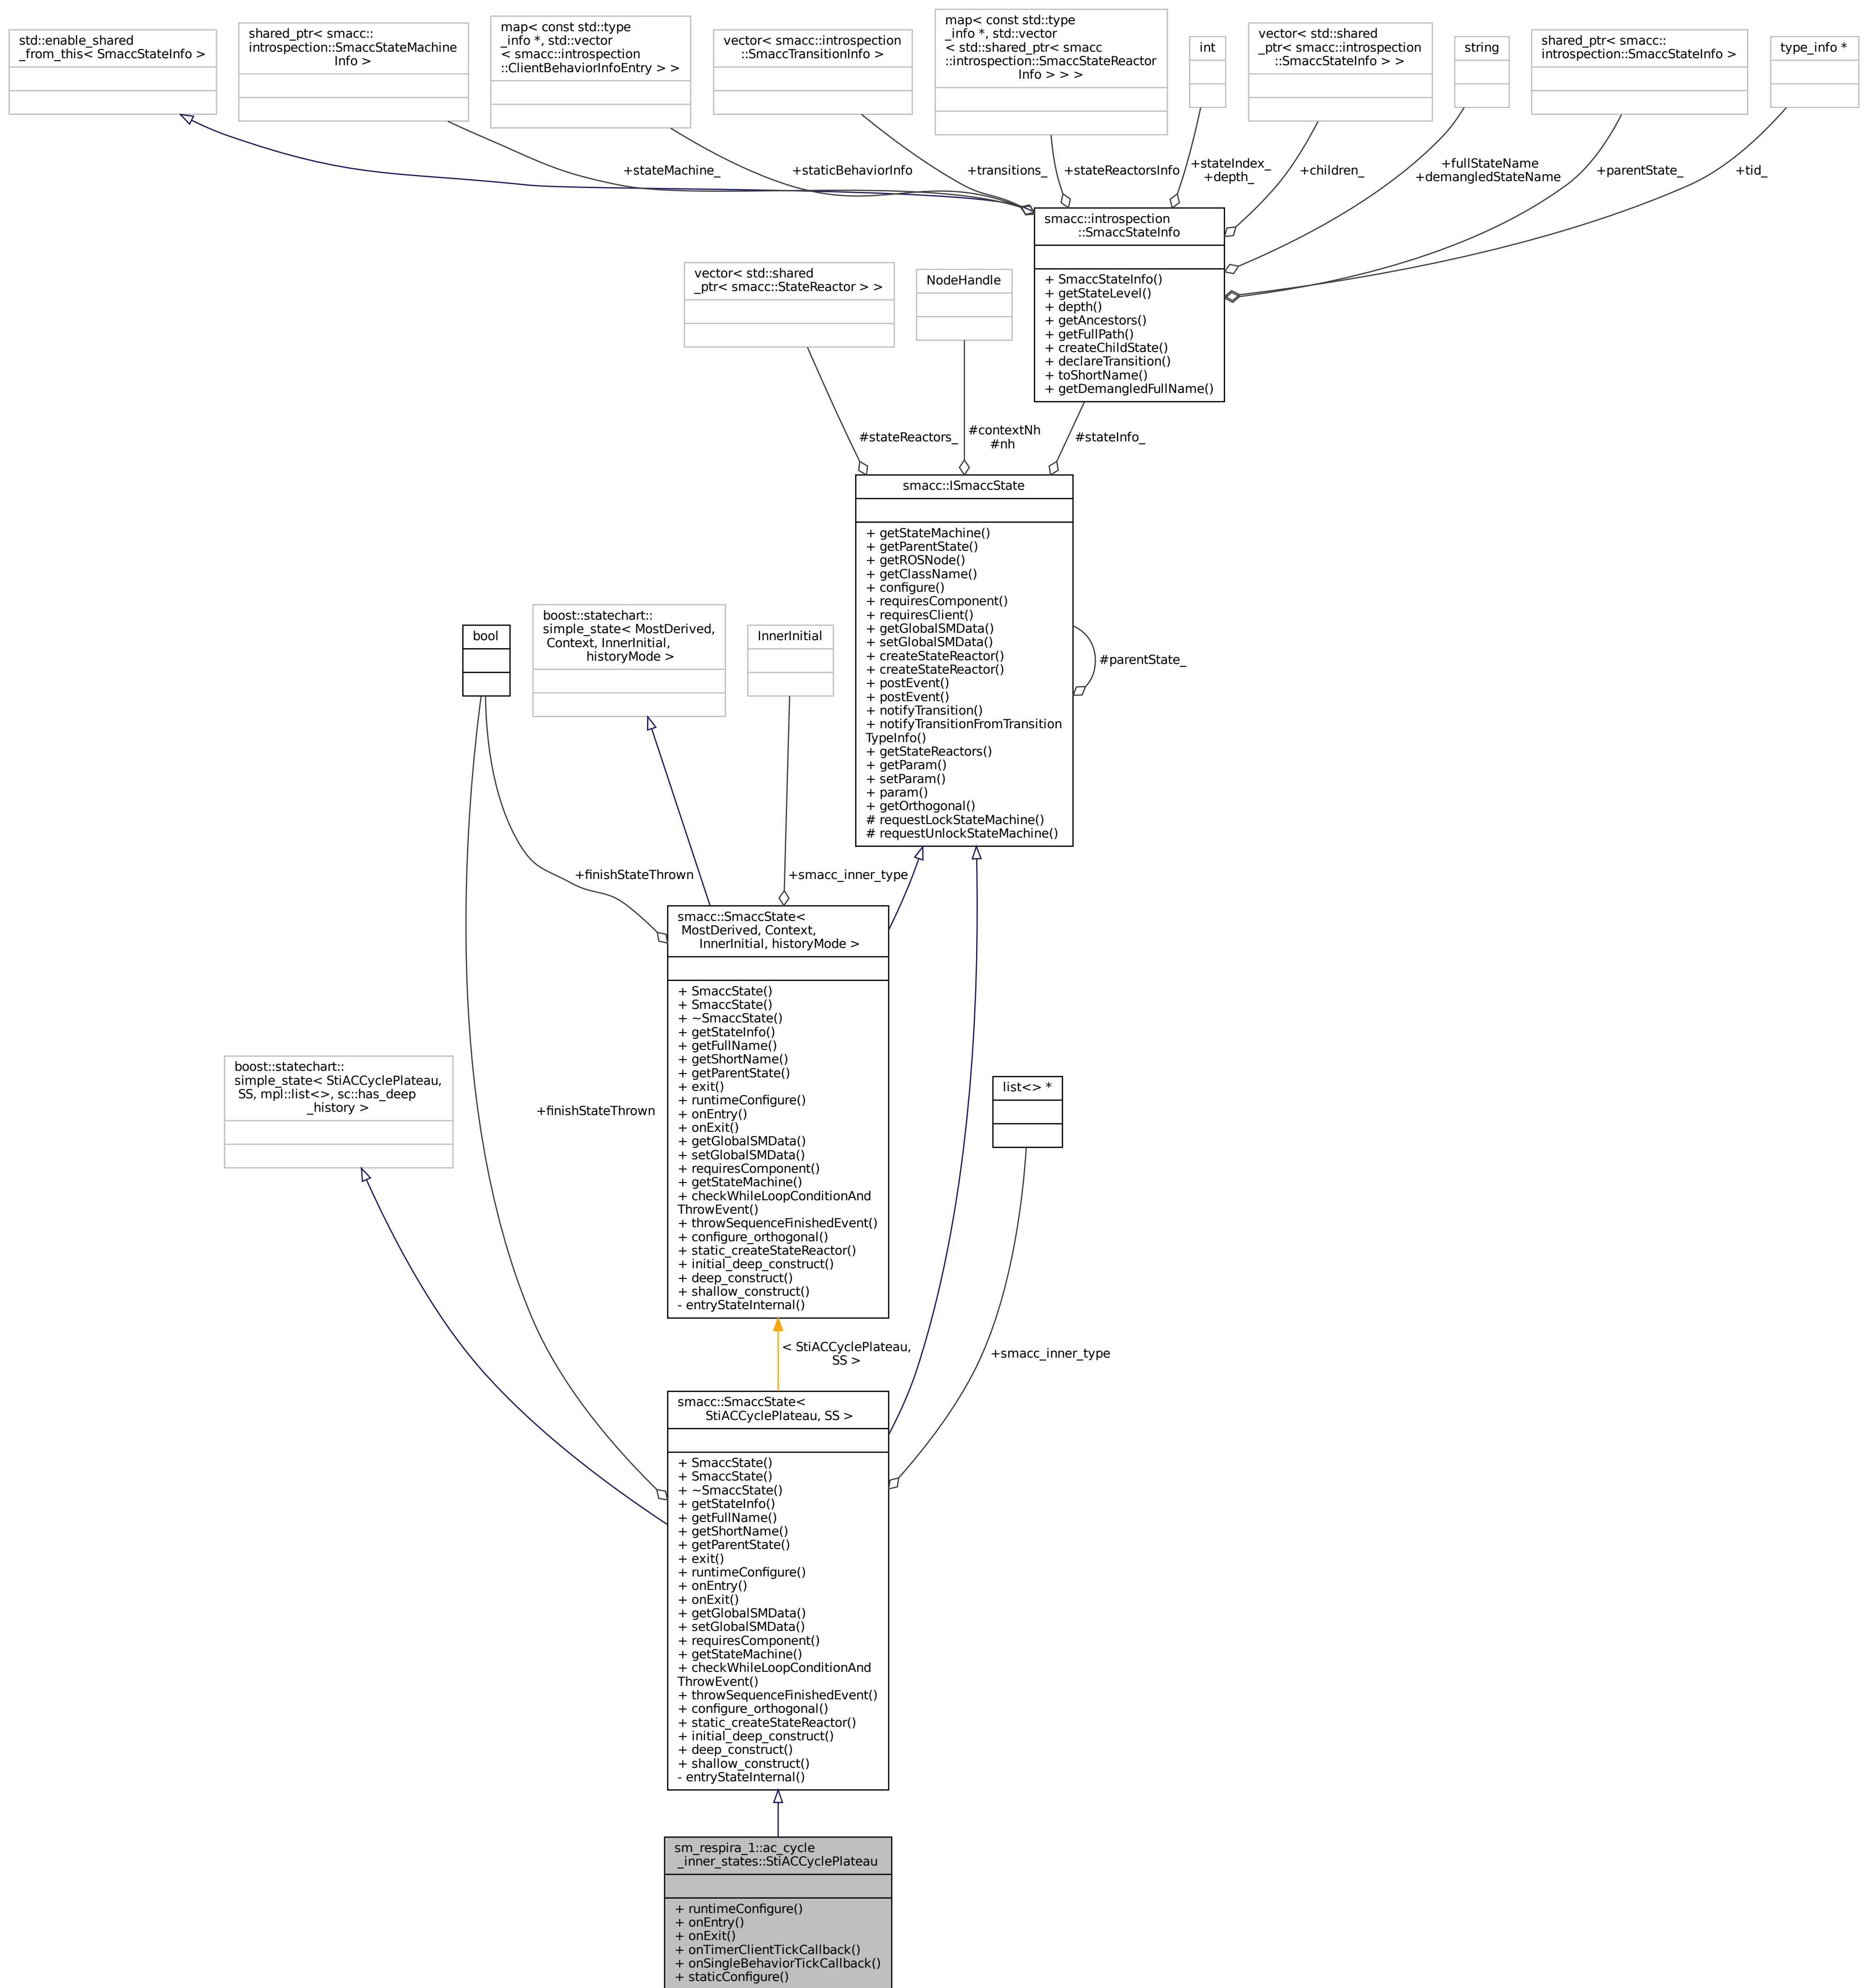 std::enable_shared
_from_this< SmaccStateInfo >
shared_ptr< smacc::
introspection::SmaccStateMachine
Info >
map< const std::type
_info *, std::vector
< smacc::introspection
::ClientBehaviorInfoEntry > >
vector< smacc::introspection
::SmaccTransitionInfo >
map< const std::type
_info *, std::vector
< std::shared_ptr< smacc
::introspection::SmaccStateReactor
Info > > >
int
vector< std::shared
_ptr< smacc::introspection
::SmaccStateInfo > >
string
shared_ptr< smacc::
introspection::SmaccStateInfo >
type_info *
+stateMachine_
+staticBehaviorInfo
+transitions_
+stateReactorsInfo
+stateIndex_
+depth_
+children_
+fullStateName
+demangledStateName
+parentState_
+tid_
smacc::introspection
::SmaccStateInfo
+ SmaccStateInfo()
+ getStateLevel()
+ depth()
+ getAncestors()
+ getFullPath()
+ createChildState()
+ declareTransition()
+ toShortName()
+ getDemangledFullName()
vector< std::shared
_ptr< smacc::StateReactor > >
NodeHandle
#stateReactors_
#contextNh
#nh
#stateInfo_
smacc::ISmaccState
+ getStateMachine()
+ getParentState()
+ getROSNode()
+ getClassName()
+ configure()
+ requiresComponent()
+ requiresClient()
+ getGlobalSMData()
+ setGlobalSMData()
+ createStateReactor()
+ createStateReactor()
+ postEvent()
+ postEvent()
+ notifyTransition()
+ notifyTransitionFromTransition
TypeInfo()
+ getStateReactors()
+ getParam()
+ setParam()
+ param()
+ getOrthogonal()
# requestLockStateMachine()
# requestUnlockStateMachine()
#parentState_
bool
boost::statechart::
simple_state< MostDerived,
Context, InnerInitial,
historyMode >
InnerInitial
+finishStateThrown
+smacc_inner_type
smacc::SmaccState<
MostDerived, Context,
InnerInitial, historyMode >
+ SmaccState()
+ SmaccState()
+ ~SmaccState()
+ getStateInfo()
+ getFullName()
+ getShortName()
+ getParentState()
+ exit()
+ runtimeConfigure()
+ onEntry()
+ onExit()
+ getGlobalSMData()
+ setGlobalSMData()
+ requiresComponent()
+ getStateMachine()
+ checkWhileLoopConditionAnd
ThrowEvent()
+ throwSequenceFinishedEvent()
+ configure_orthogonal()
+ static_createStateReactor()
+ initial_deep_construct()
+ deep_construct()
+ shallow_construct()
- entryStateInternal()
boost::statechart::
simple_state< StiACCyclePlateau,
SS, mpl::list<>, sc::has_deep
_history >
+finishStateThrown
list<> *
< StiACCyclePlateau,
SS >
+smacc_inner_type
smacc::SmaccState<
StiACCyclePlateau, SS >
+ SmaccState()
+ SmaccState()
+ ~SmaccState()
+ getStateInfo()
+ getFullName()
+ getShortName()
+ getParentState()
+ exit()
+ runtimeConfigure()
+ onEntry()
+ onExit()
+ getGlobalSMData()
+ setGlobalSMData()
+ requiresComponent()
+ getStateMachine()
+ checkWhileLoopConditionAnd
ThrowEvent()
+ throwSequenceFinishedEvent()
+ configure_orthogonal()
+ static_createStateReactor()
+ initial_deep_construct()
+ deep_construct()
+ shallow_construct()
- entryStateInternal()
sm_respira_1::ac_cycle
_inner_states::StiACCyclePlateau
+ runtimeConfigure()
+ onEntry()
+ onExit()
+ onTimerClientTickCallback()
+ onSingleBehaviorTickCallback()
+ staticConfigure()